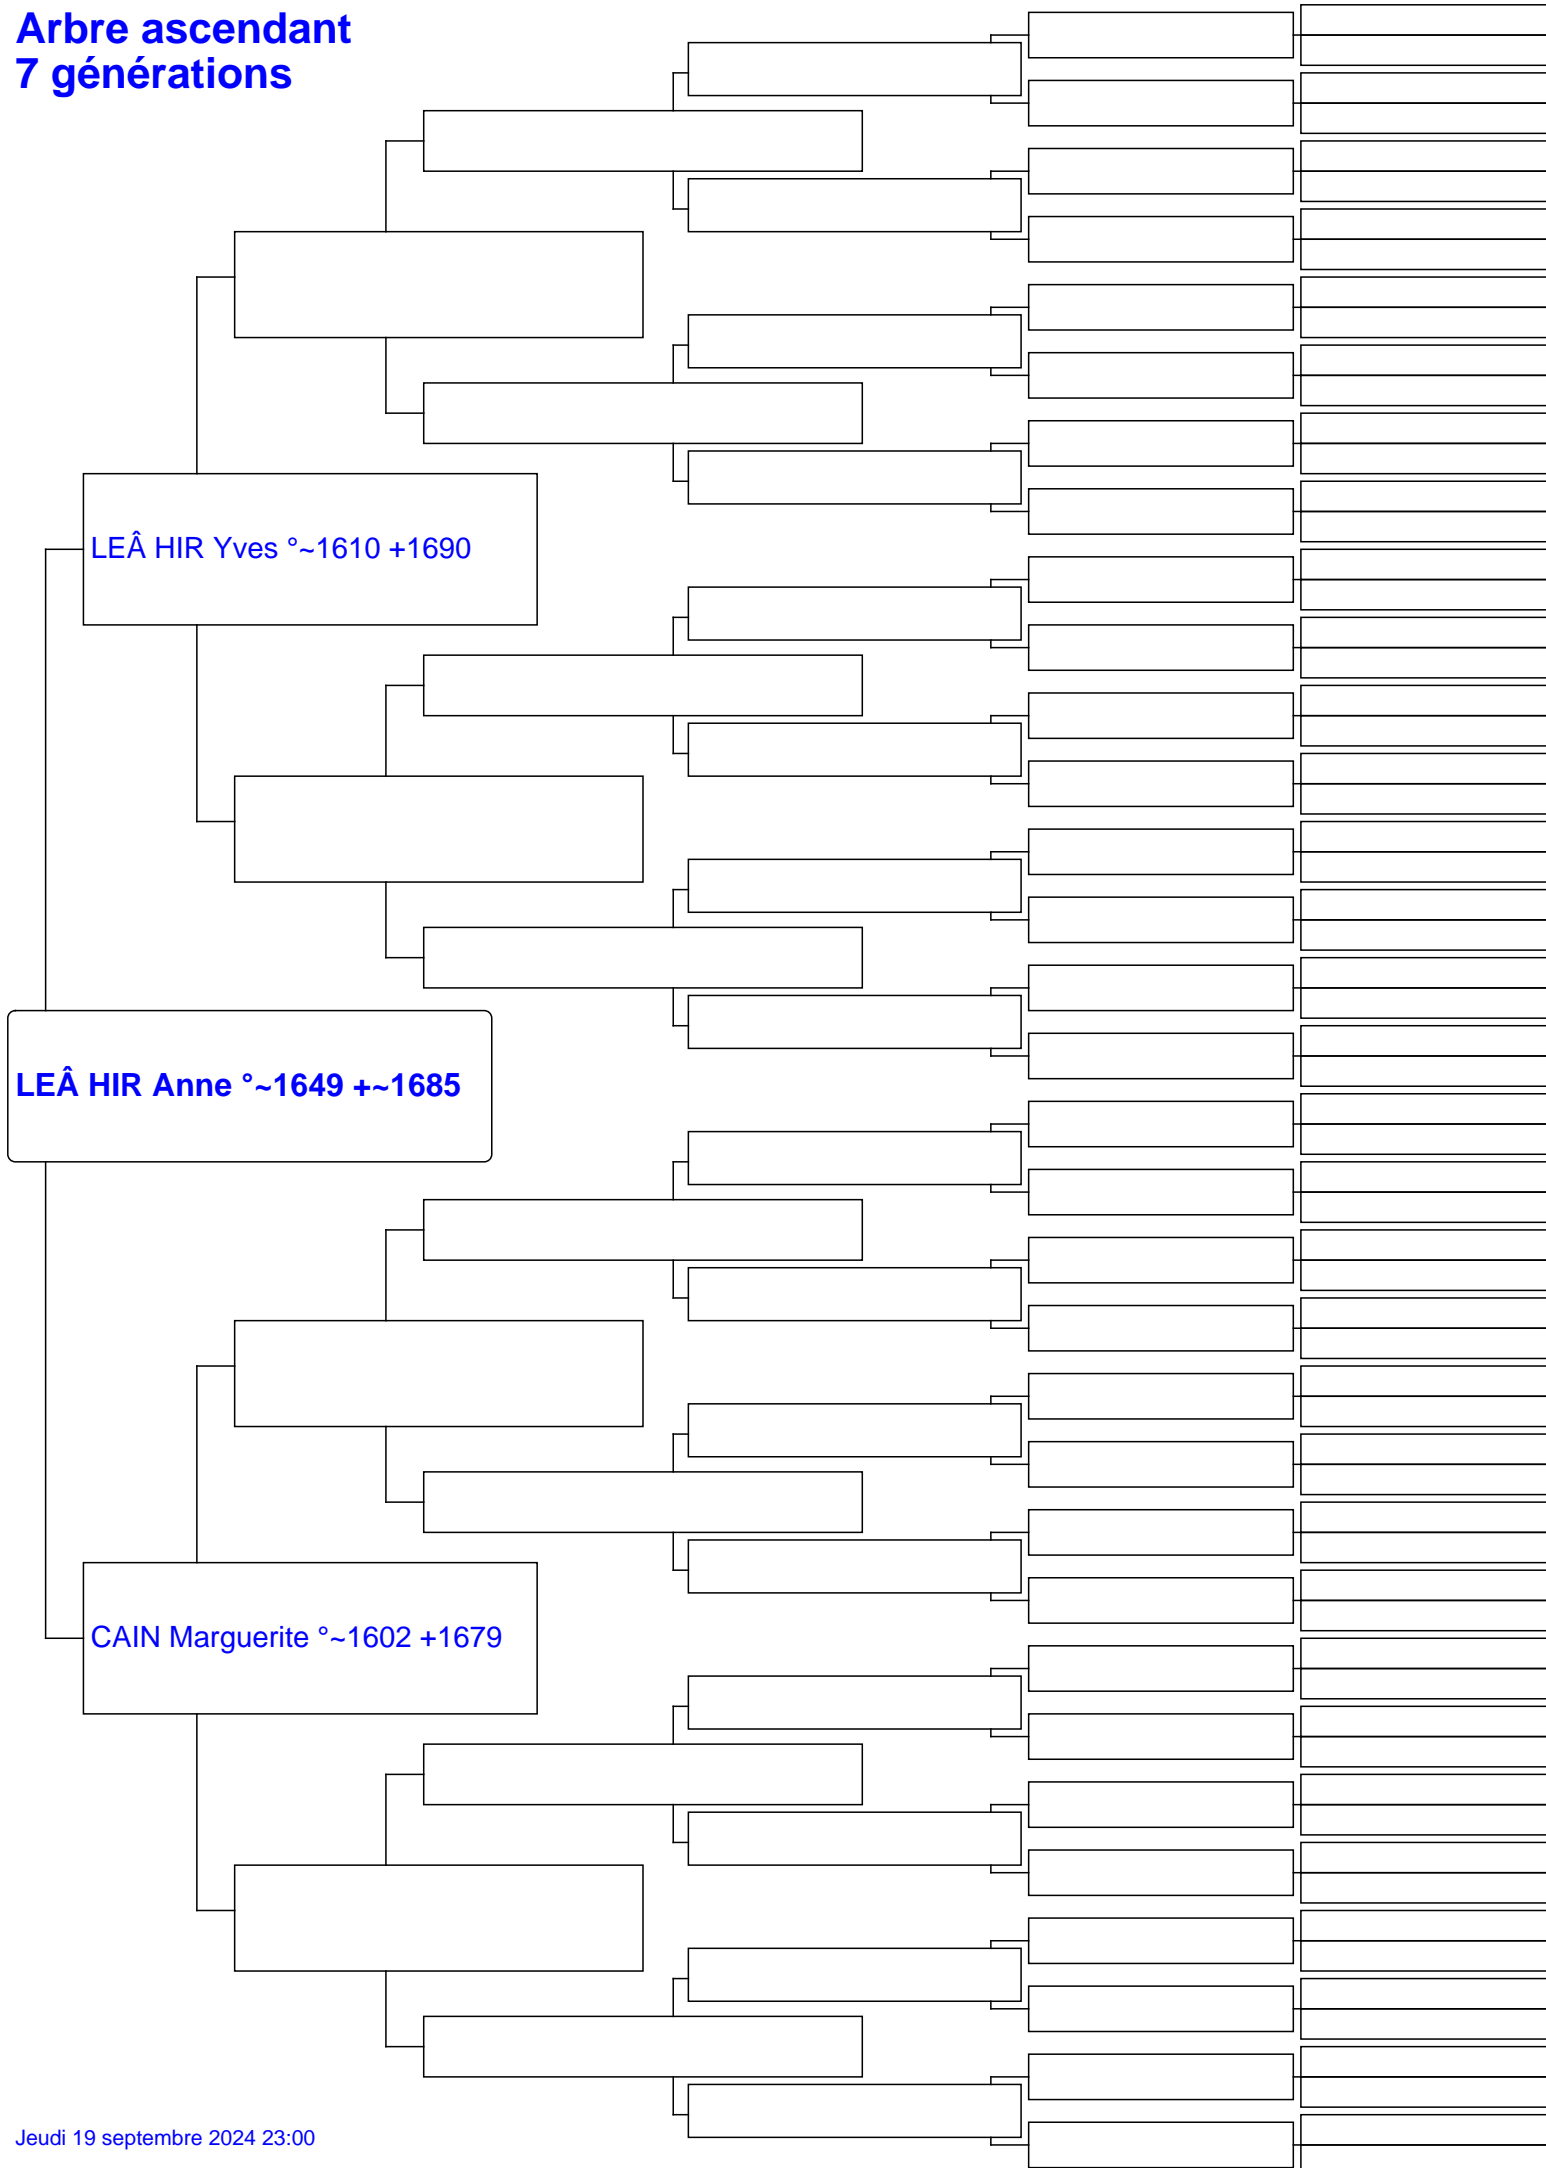 Arbre ascendant
7 générations
LEÂ HIR Yves °~1610 +1690
LEÂ HIR Anne °~1649 +~1685
CAIN Marguerite °~1602 +1679
Jeudi 19 septembre 2024 23:00